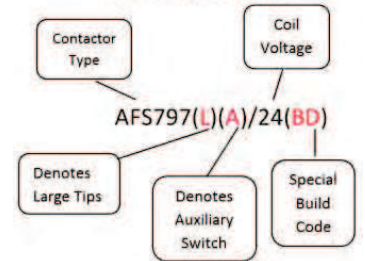 Contactor
Type
Coil
Voltage
AFS797(L)(A)/24(BD)
Denotes
Large Tips
Denotes
Auxiliary
Switch
Special
Build
Code